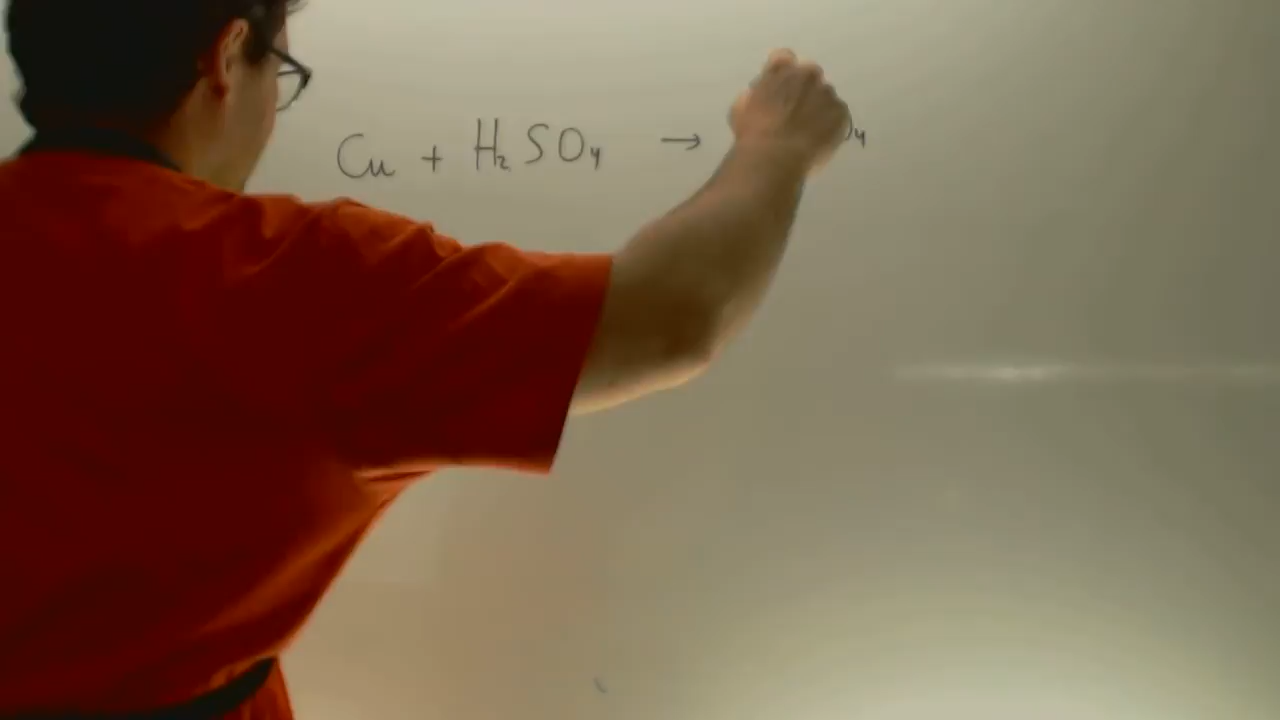 Cu + H₂SO₄ →